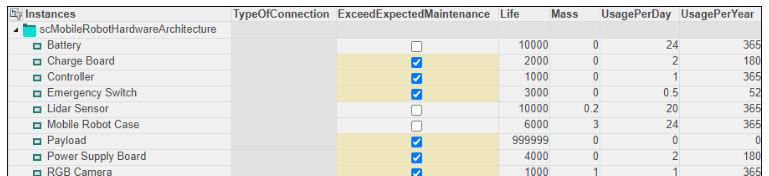 Instances TypeOfConnection ExceedExpectedMaintenance Life Mass UsagePerDay UsagePerYear
scMobileRobotHardwareArchitecture
Battery 10000 0 24 365
Charge Board 2000 0 2 180
Controller 1000 0 1 365
Emergency Switch 3000 0 0.5 52
Lidar Sensor 10000 0.2 20 365
Mobile Robot Case 6000 3 24 365
Payload 999999 0 0 0
Power Supply Board 4000 0 2 180
RGB Camera 1000 1 1 365